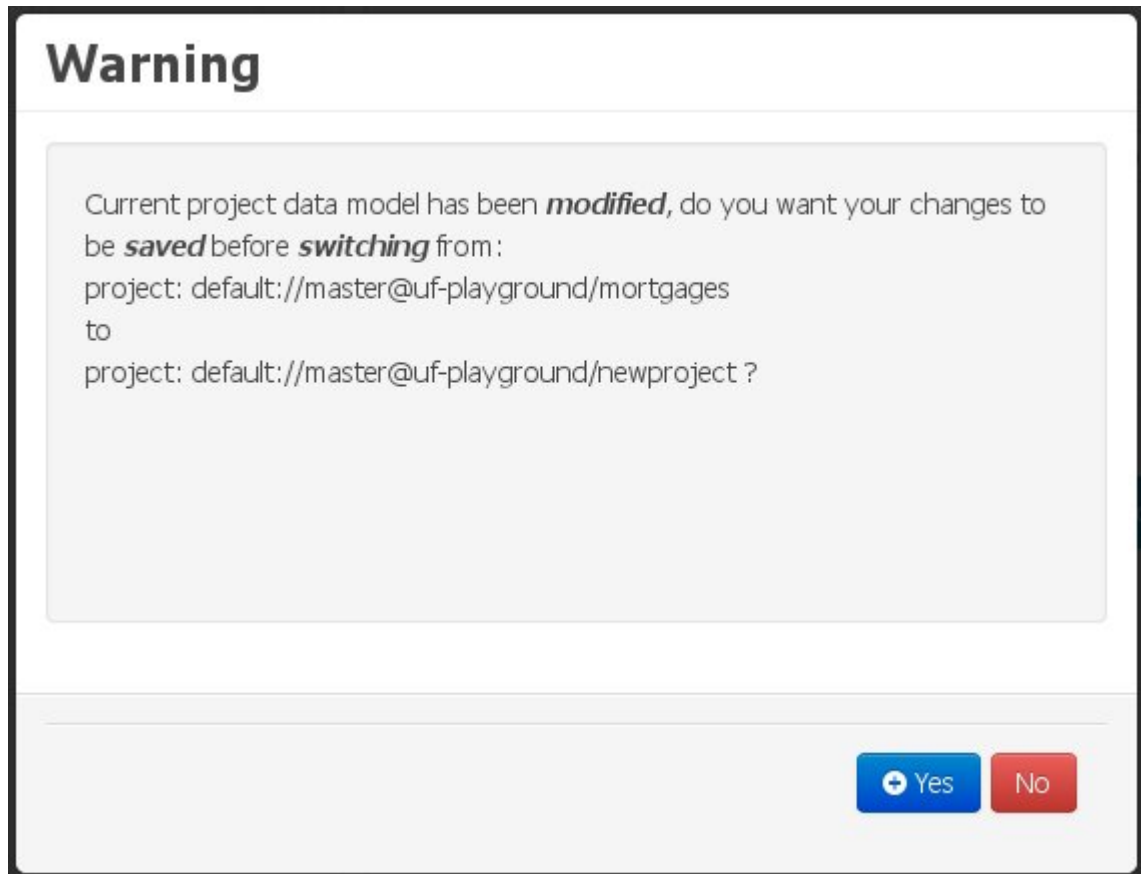 Warning
Current project data model has been modified, do you want your changes to
be saved before switching from:
project: default://master@uf-playground/mortgages
to
project: default://master@uf-playground/newproject ?
Yes
No